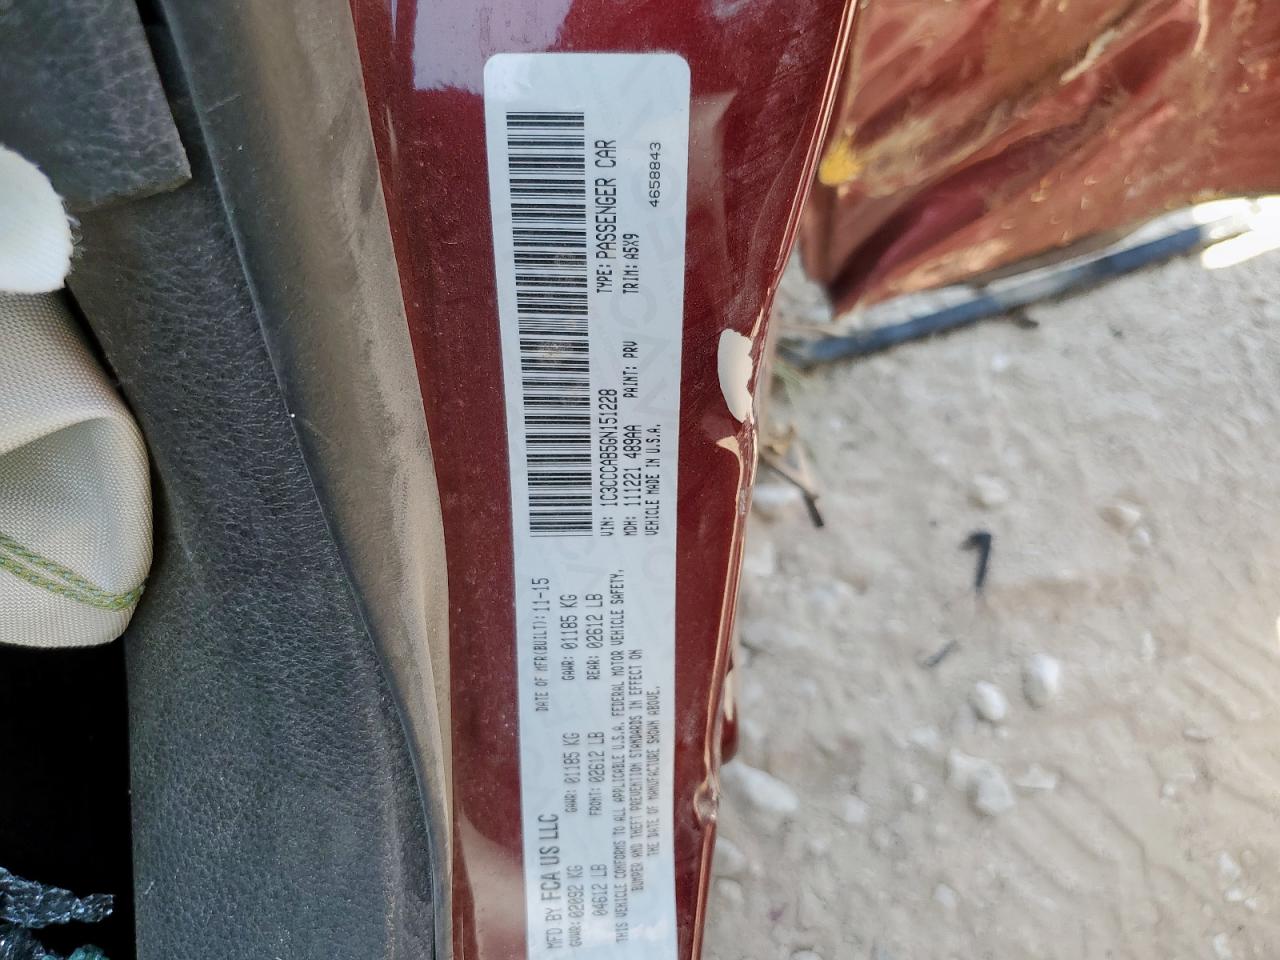 MFD BY FCA US LLC DATE OF MFR(BUILT): 11-15
GVWR: 02092 KG GAWR: 01185 KG GAWR: 01185 KG
04612 LB FRONT: 02612 LB REAR: 02612 LB
THIS VEHICLE CONFORMS TO ALL APPLICABLE U.S.A. FEDERAL MOTOR VEHICLE SAFETY,
BUMPER AND THEFT PREVENTION STANDARDS IN EFFECT ON
THE DATE OF MANUFACTURE SHOWN ABOVE.
VIN: 1C3CCCAB5GN151228 TYPE: PASSENGER CAR
MDH: 111221 489AA PAINT: PRV TRIM: A5X9
VEHICLE MADE IN U.S.A. 4658843